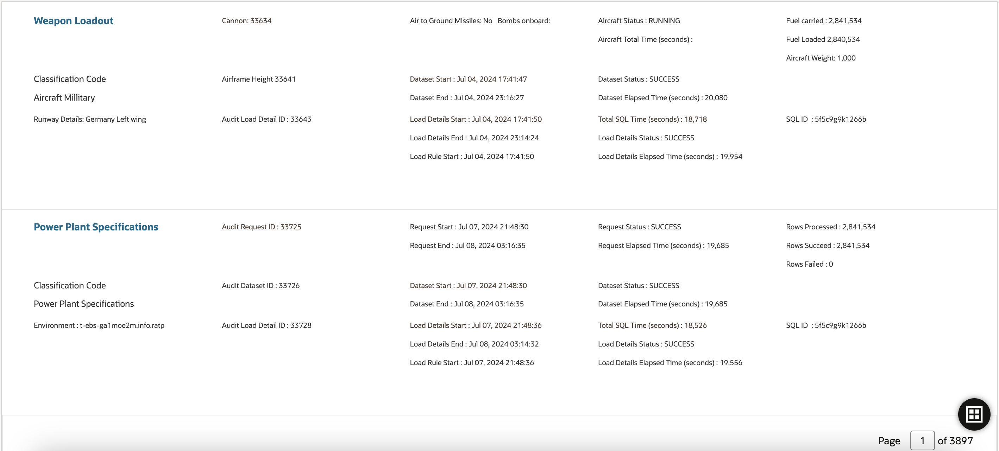 Weapon Loadout Cannon: 33634 Air to Ground Missiles: No Bombs onboard: Aircraft Status : RUNNING Fuel carried : 2,841,534
Aircraft Total Time (seconds) : Fuel Loaded 2,840,534
Aircraft Weight: 1,000
Classification Code Airframe Height 33641 Dataset Start : Jul 04, 2024 17:41:47 Dataset Status : SUCCESS
Aircraft Millitary Dataset End : Jul 04, 2024 23:16:27 Dataset Elapsed Time (seconds) : 20,080
Runway Details: Germany Left wing Audit Load Detail ID : 33643 Load Details Start : Jul 04, 2024 17:41:50 Total SQL Time (seconds) : 18,718 SQL ID : 5f5c9g9k1266b
Load Details End : Jul 04, 2024 23:14:24 Load Details Status : SUCCESS
Load Rule Start : Jul 04, 2024 17:41:50 Load Details Elapsed Time (seconds) : 19,954
Power Plant Specifications Audit Request ID : 33725 Request Start : Jul 07, 2024 21:48:30 Request Status : SUCCESS Rows Processed : 2,841,534
Request End : Jul 08, 2024 03:16:35 Request Elapsed Time (seconds) : 19,685 Rows Succeed : 2,841,534
Rows Failed : 0
Classification Code Audit Dataset ID : 33726 Dataset Start : Jul 07, 2024 21:48:30 Dataset Status : SUCCESS
Power Plant Specifications Dataset End : Jul 08, 2024 03:16:35 Dataset Elapsed Time (seconds) : 19,685
Environment : t-ebs-ga1moe2m.info.ratp Audit Load Detail ID : 33728 Load Details Start : Jul 07, 2024 21:48:36 Total SQL Time (seconds) : 18,526 SQL ID : 5f5c9g9k1266b
Load Details End : Jul 08, 2024 03:14:32 Load Details Status : SUCCESS
Load Rule Start : Jul 07, 2024 21:48:36 Load Details Elapsed Time (seconds) : 19,556
Page 1 of 3897